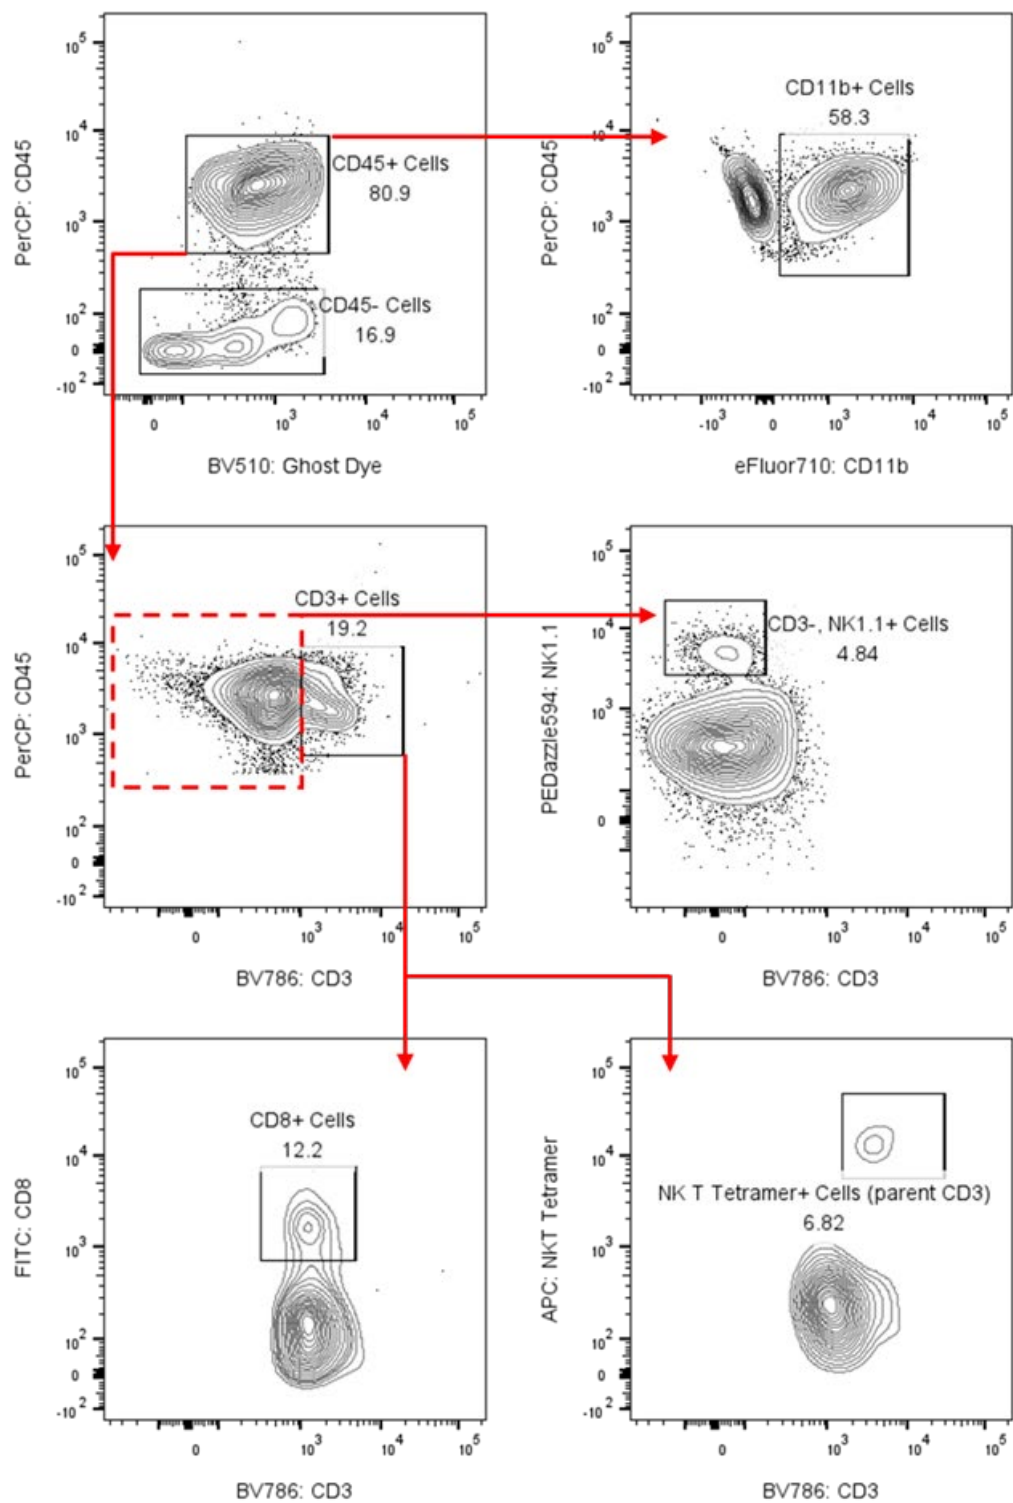 10^5
10^4
10^3
10^2
0
-10^2
PerCP: CD45
CD45+ Cells
80.9
CD45- Cells
16.9
0 10^3 10^4 10^5
BV510: Ghost Dye
10^5
10^4
10^3
10^2
0
-10^2
PerCP: CD45
CD11b+ Cells
58.3
-10^3 0 10^3 10^4 10^5
eFluor710: CD11b
10^5
10^4
10^3
10^2
0
-10^2
PerCP: CD45
CD3+ Cells
19.2
0 10^3 10^4 10^5
BV786: CD3
10^5
10^4
10^3
0
PEDazzle594: NK1.1
CD3-, NK1.1+ Cells
4.84
0 10^3 10^4 10^5
BV786: CD3
10^5
10^4
10^3
10^2
0
-10^2
FITC: CD8
CD8+ Cells
12.2
0 10^3 10^4 10^5
BV786: CD3
10^5
10^4
10^3
10^2
0
-10^2
APC: NKT Tetramer
NK T Tetramer+ Cells (parent CD3)
6.82
0 10^3 10^4 10^5
BV786: CD3